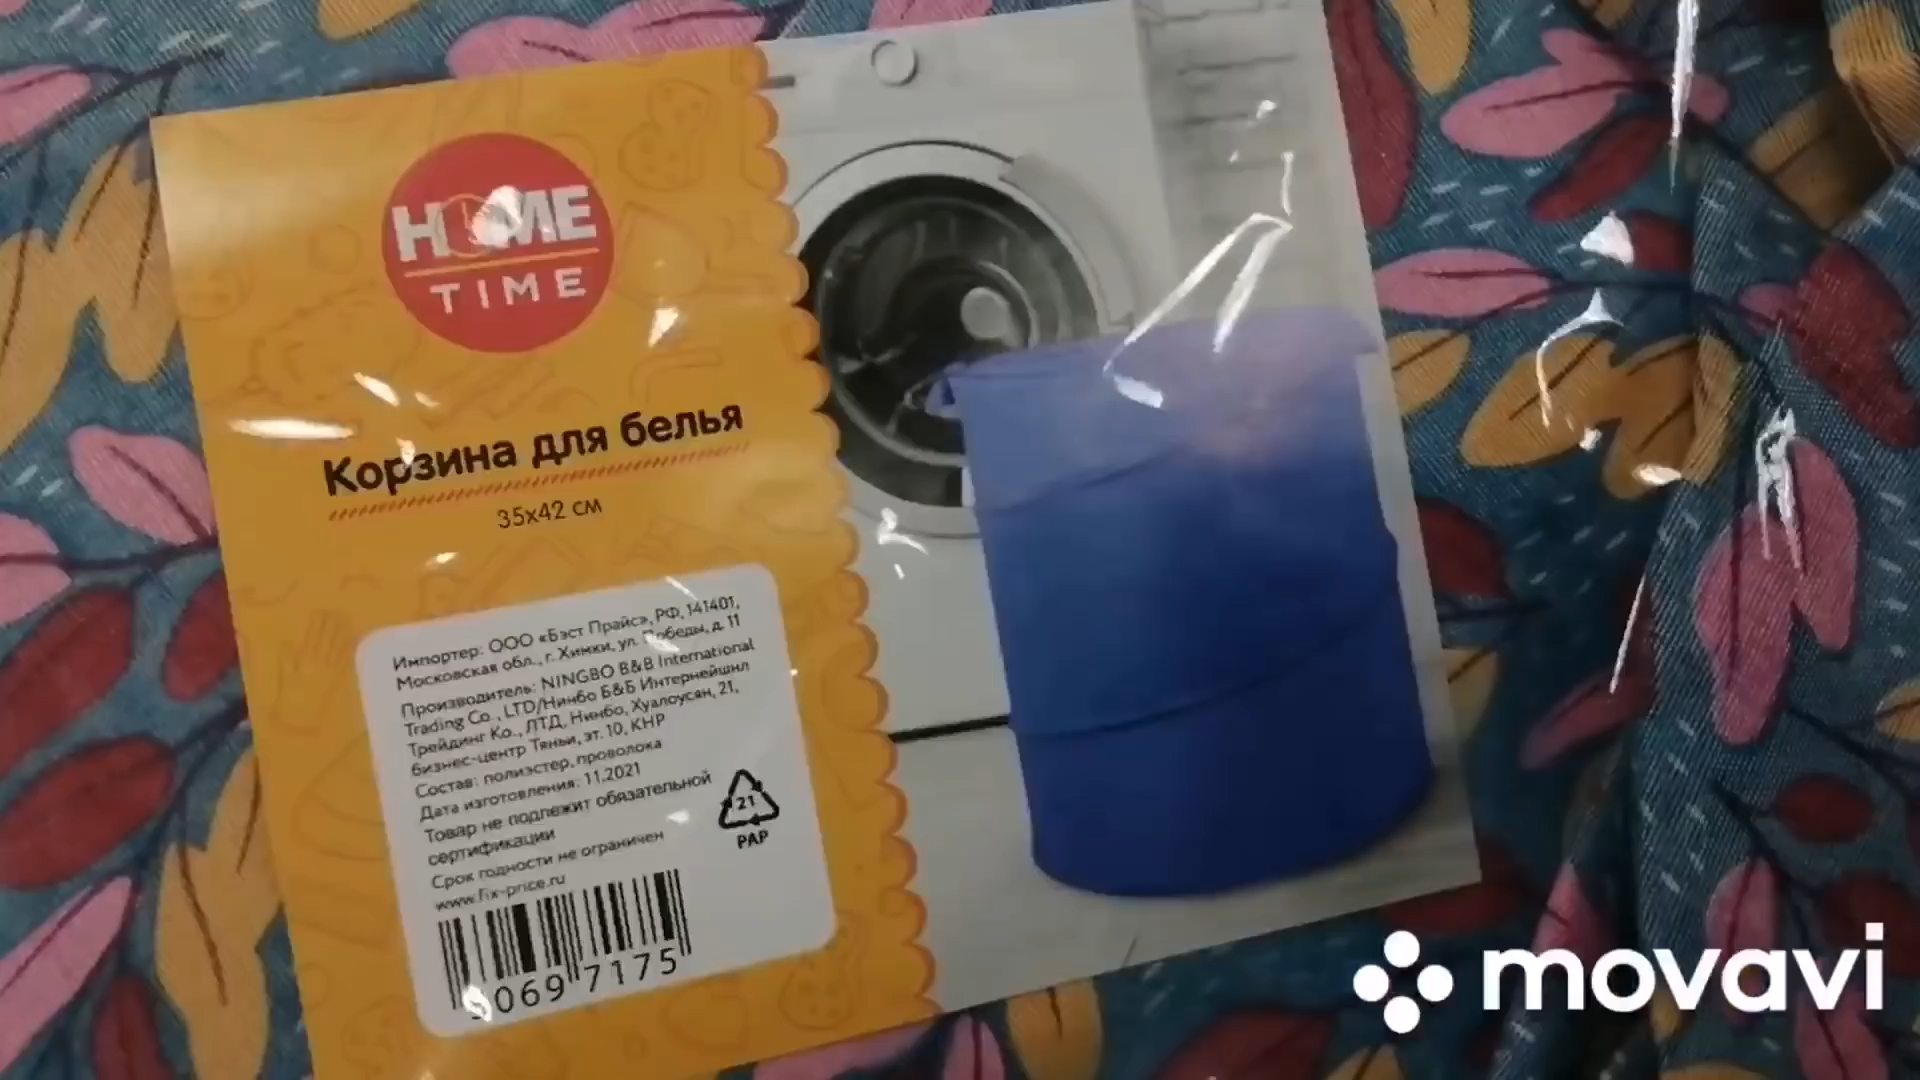 HOME
TIME
Корзина для белья
35x42 см
Импортер: ООО «Бэст Прайс», РФ, 141401,
Московская обл., г. Химки, ул. Победы, д. 11
Производитель: NINGBO B&B International
Trading Co., LTD/Нинбо Б&Б Интернейшнл
Трейдинг Ко., ЛТД, Нинбо, Хуалоусян, 21,
бизнес-центр Тяньи, эт. 10, КНР
Состав: полиэстер, проволока
Дата изготовления: 11.2021
Товар не подлежит обязательной
сертификации
Срок годности не ограничен
www.fix-price.ru
21
PAP
069 7175
movavi